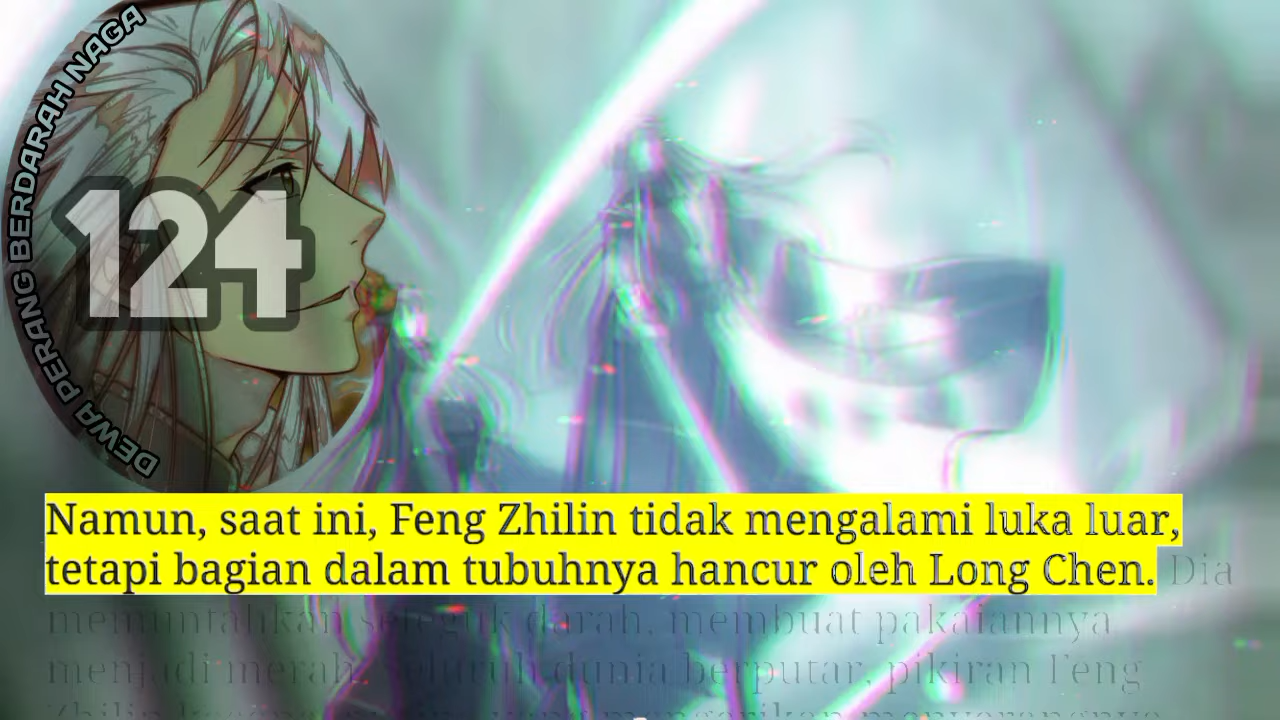 DEWA PERANG BERDARAH NAGA
124
Namun, saat ini, Feng Zhilin tidak mengalami luka luar,
tetapi bagian dalam tubuhnya hancur oleh Long Chen. Dia
memuntahkan seteguk darah, membuat pakaiannya
menjadi merah. Seluruh dunia berputar, pikiran Feng
Zhilin